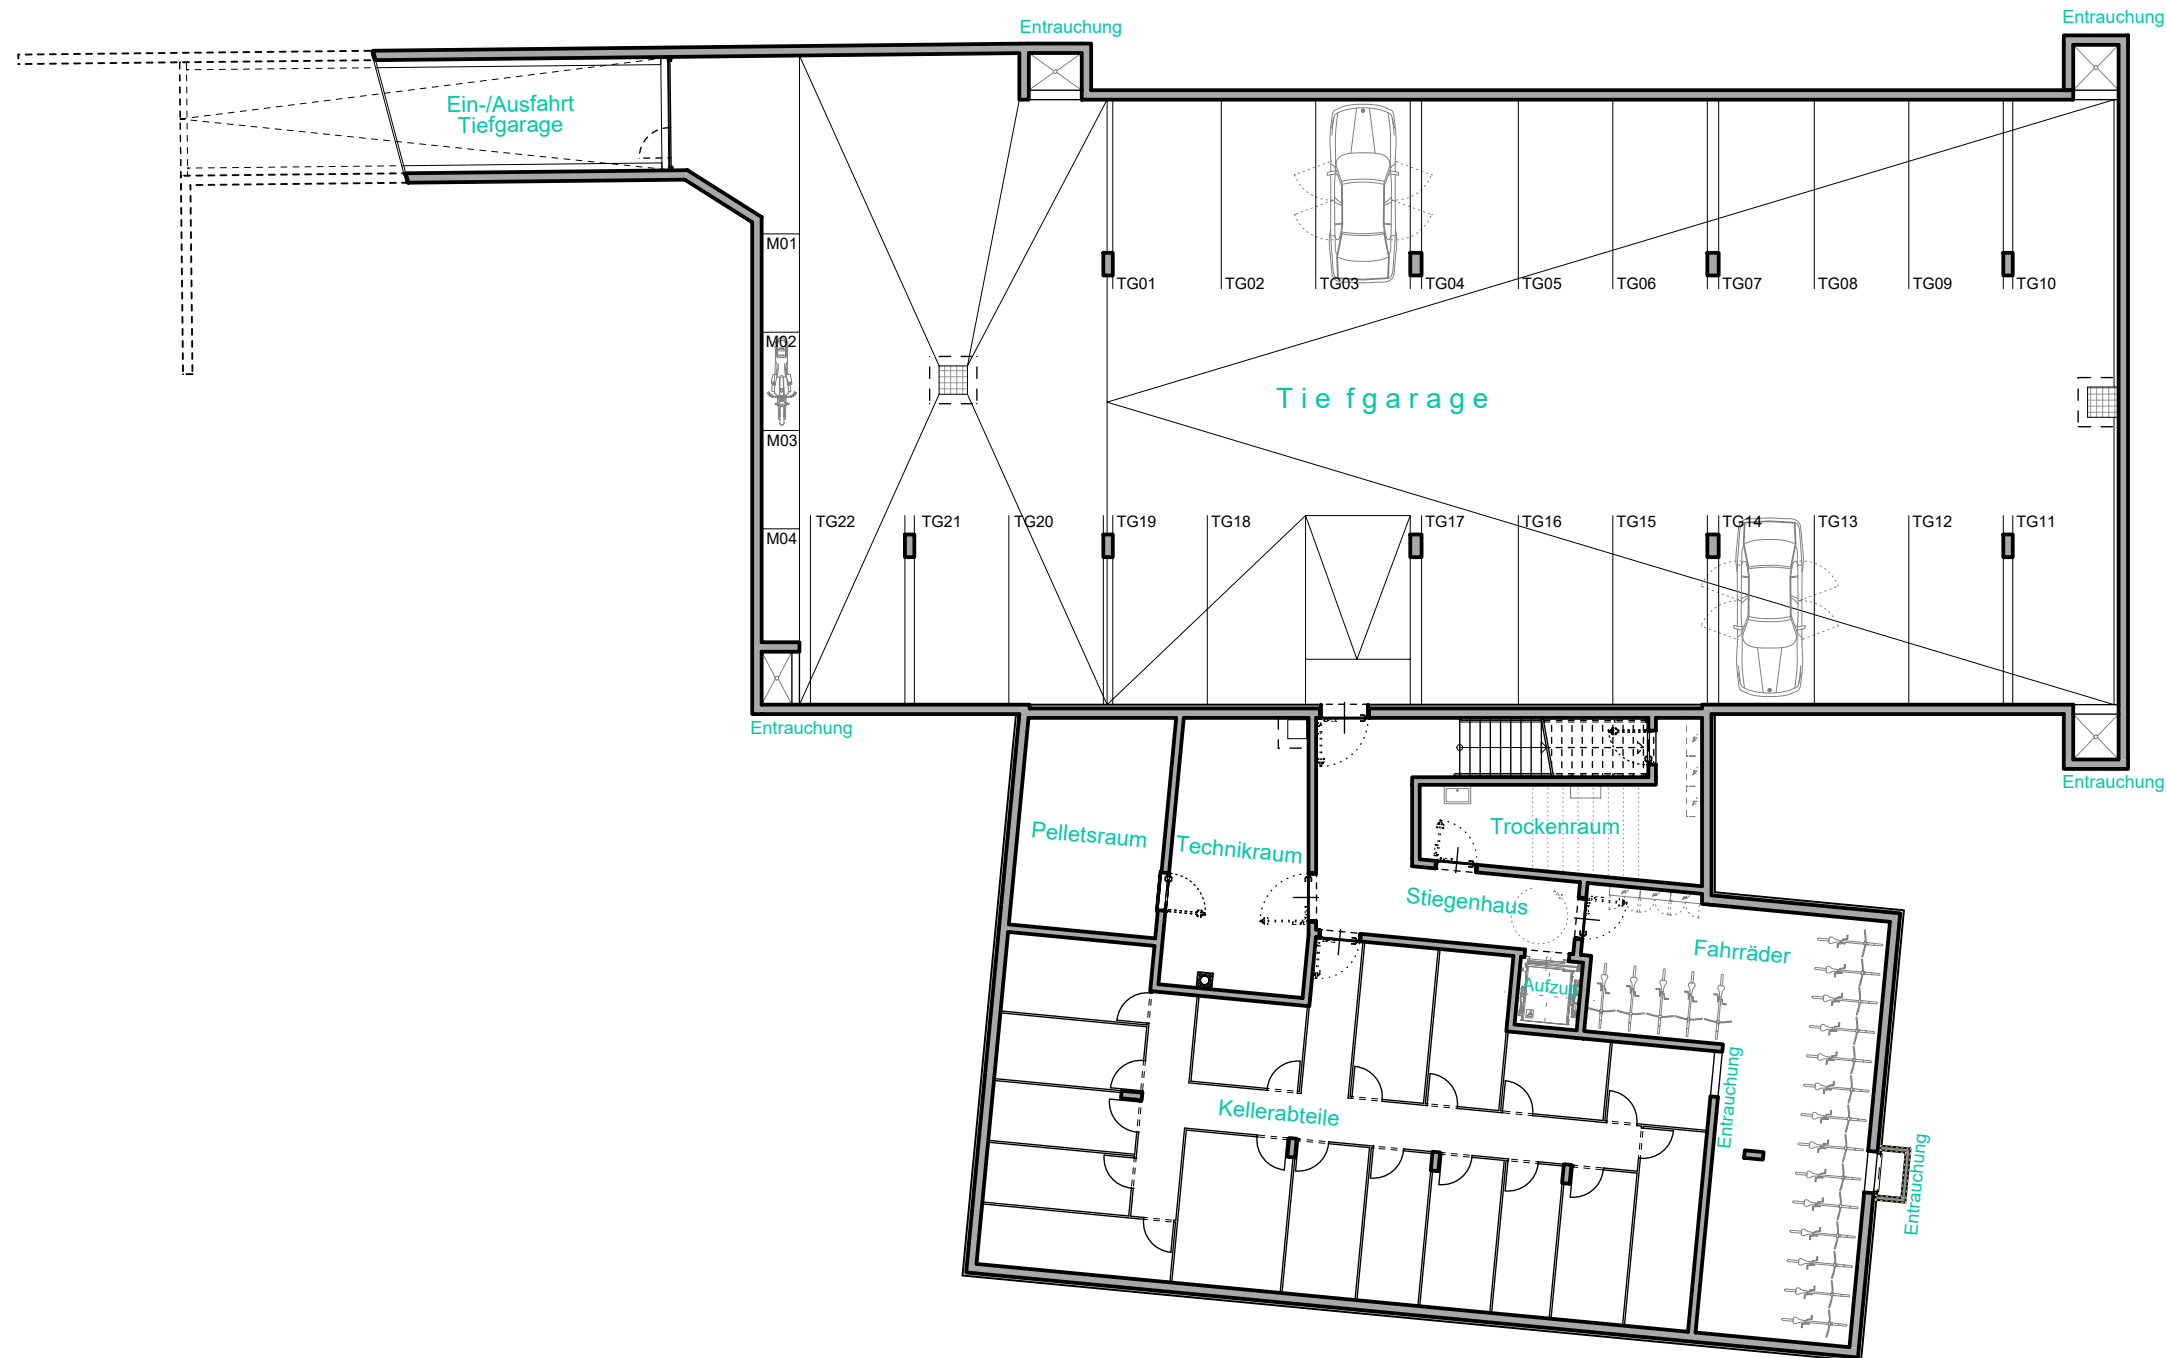 Entrauchung
Entrauchung
Ein-/Ausfahrt
Tiefgarage
M01
M02
M03
M04
TG01
TG02
TG03
TG04
TG05
TG06
TG07
TG08
TG09
TG10
Tiefgarage
TG22
TG21
TG20
TG19
TG18
TG17
TG16
TG15
TG14
TG13
TG12
TG11
Entrauchung
Entrauchung
Pelletsraum
Technikraum
Trockenraum
Stiegenhaus
Fahrräder
Aufzug
Kellerabteile
Entrauchung
Entrauchung